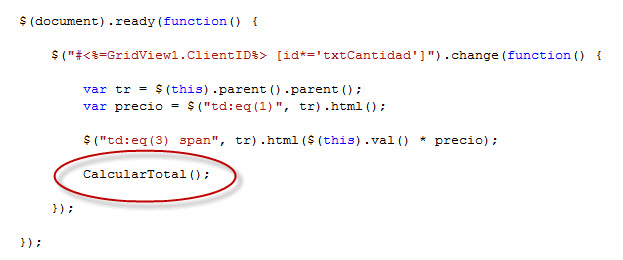 $(document).ready(function() {
$("#<%=GridView1.ClientID%> [id*='txtCantidad']").change(function() {
var tr = $(this).parent().parent();
var precio = $("td:eq(1)", tr).html();
$("td:eq(3) span", tr).html($(this).val() * precio);
CalcularTotal();
});
});